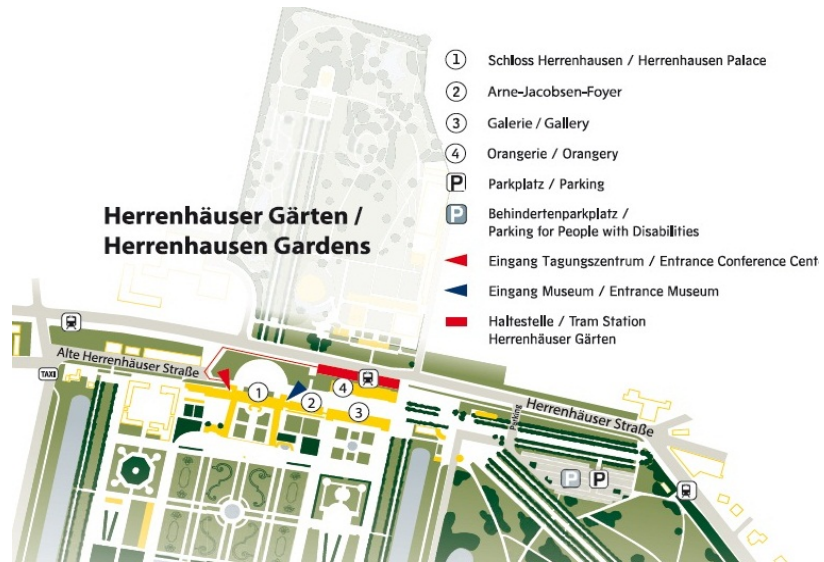 1 Schloss Herrenhausen / Herrenhausen Palace
2 Arne-Jacobsen-Foyer
3 Galerie / Gallery
4 Orangerie / Orangery
P Parkplatz / Parking
P Behindertenparkplatz /
Parking for People with Disabilities
Eingang Tagungszentrum / Entrance Conference Cent
Eingang Museum / Entrance Museum
Haltestelle / Tram Station
Herrenhäuser Gärten
Herrenhäuser Gärten /
Herrenhausen Gardens
Alte Herrenhäuser Straße
TAXI
1
2
3
4
Herrenhäuser Straße
Parking
P
P